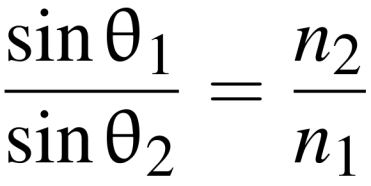 sin θ₁ / sin θ₂ = n₂ / n₁